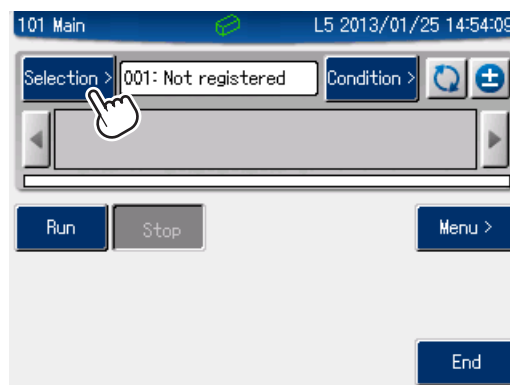 101 Main L5 2013/01/25 14:54:09
Selection > 001: Not registered Condition >
Run Stop Menu >
End